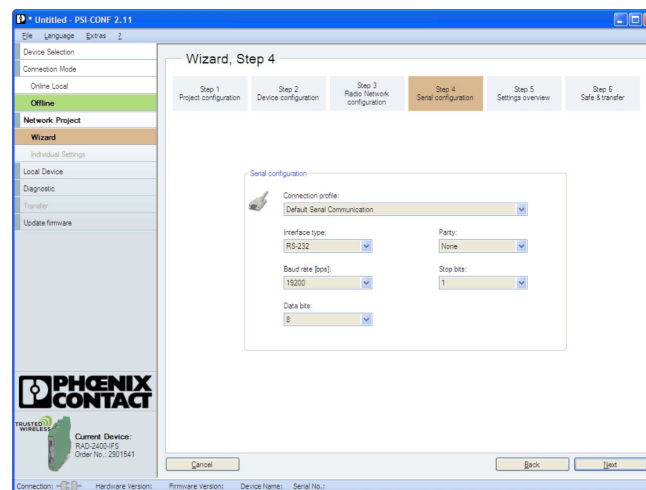 * Untitled - PSI-CONF 2.11
File Language Extras ?
Device Selection
Connection Mode
Online Local
Offline
Network Project
Wizard
Individual Settings
Local Device
Diagnostic
Transfer
Update firmware
PHŒNIX
CONTACT
TRUSTED
WIRELESS
Current Device:
RAD-2400-IFS
Order No.: 2901541
Wizard, Step 4
Step 1
Project configuration
Step 2
Device configuration
Step 3
Radio Network
configuration
Step 4
Serial configuration
Step 5
Settings overview
Step 6
Safe & transfer
Serial configuration
Connection profile:
Default Serial Communication
Interface type:
RS-232
Party:
None
Baud rate [bps]:
19200
Stop bits:
1
Data bits:
8
Cancel
Back
Next
Connection: Hardware Version: Firmware Version: Device Name: Serial No.: